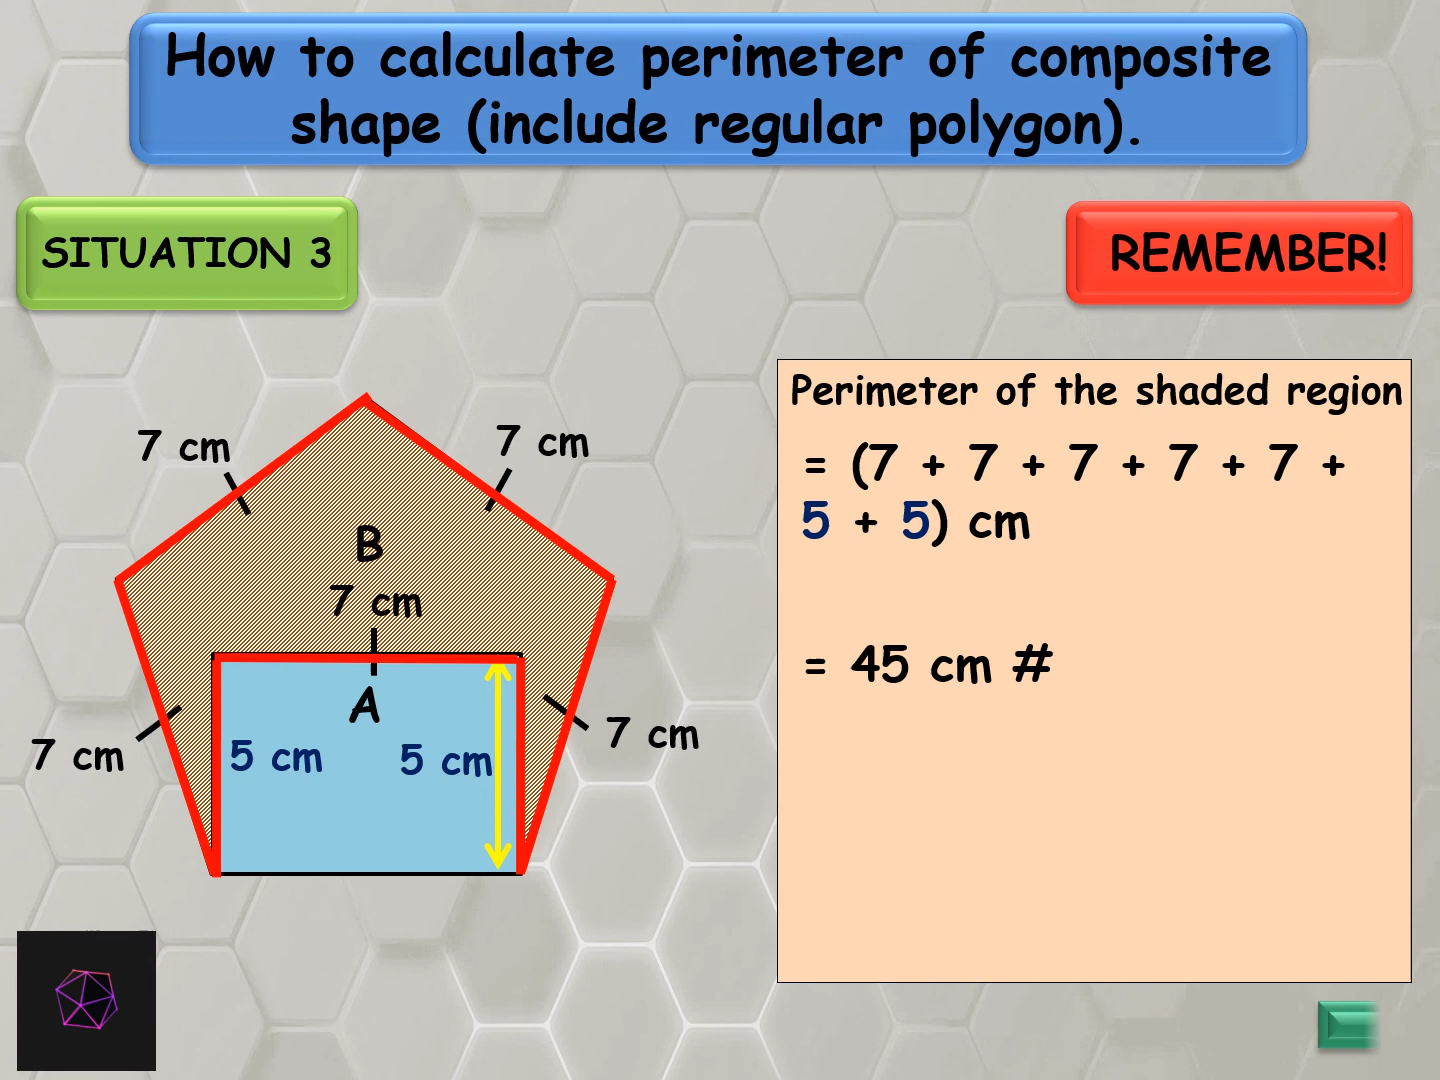 How to calculate perimeter of composite
shape (include regular polygon).
SITUATION 3
REMEMBER!
Perimeter of the shaded region
= (7 + 7 + 7 + 7 + 7 +
5 + 5) cm
= 45 cm #
7 cm
7 cm
B
7 cm
A
7 cm
5 cm
5 cm
7 cm